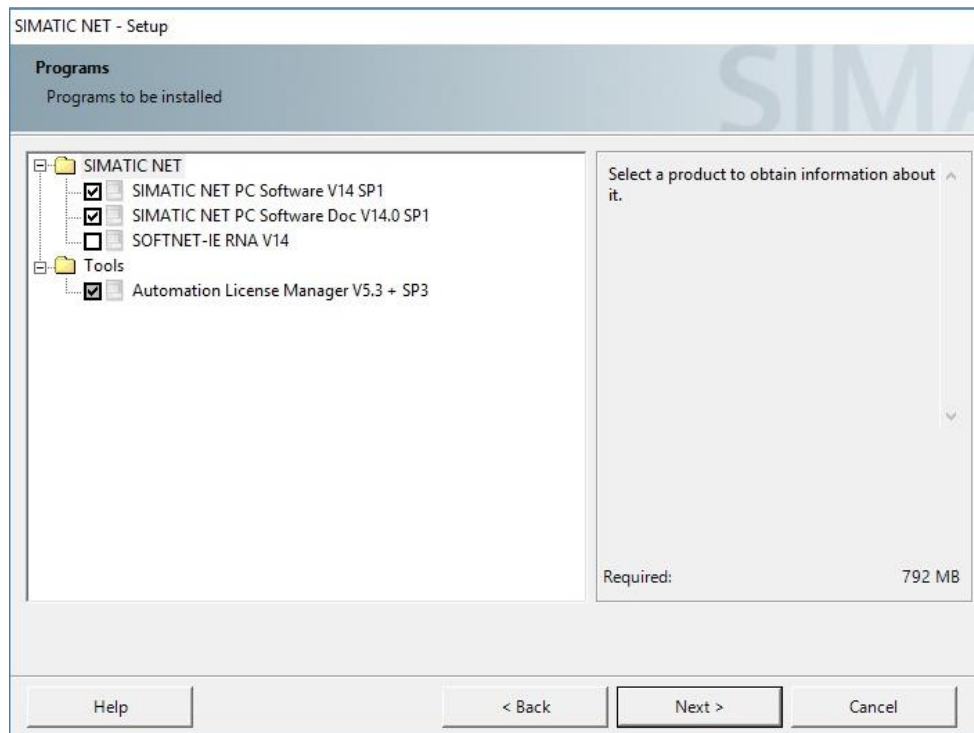 SIMATIC NET - Setup
Programs
Programs to be installed
SIMATIC NET
SIMATIC NET PC Software V14 SP1
SIMATIC NET PC Software Doc V14.0 SP1
SOFTNET-IE RNA V14
Tools
Automation License Manager V5.3 + SP3
Select a product to obtain information about
it.
Required: 792 MB
Help
< Back
Next >
Cancel